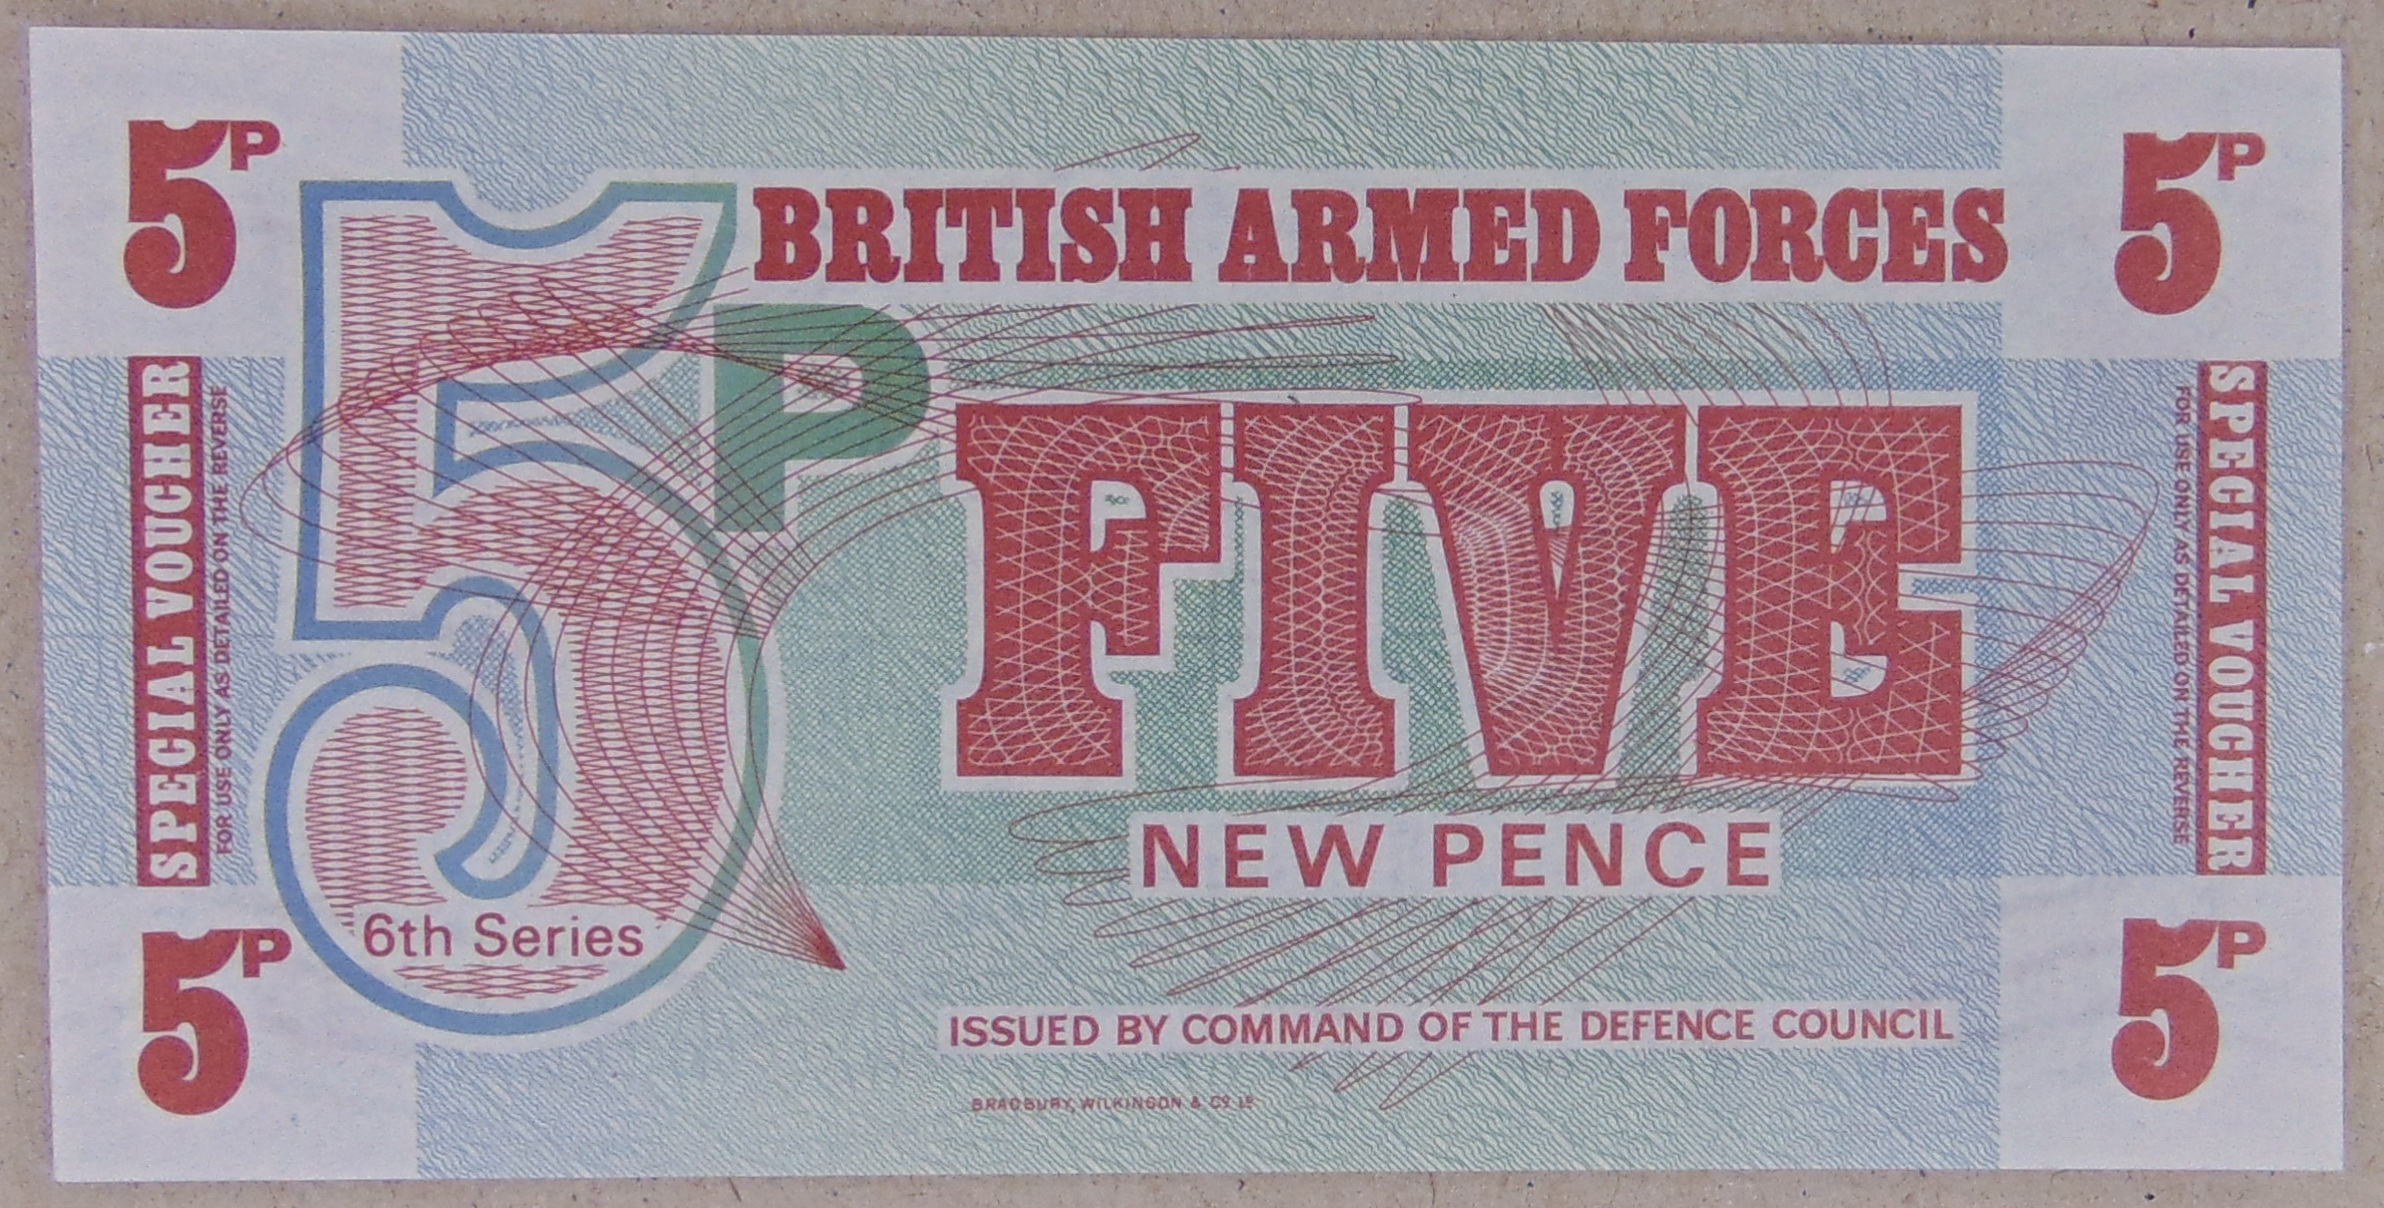 5P
5P
BRITISH ARMED FORCES
5P
SPECIAL VOUCHER
FOR USE ONLY AS DETAILED ON THE REVERSE
FIVE
NEW PENCE
SPECIAL VOUCHER
FOR USE ONLY AS DETAILED ON THE REVERSE
6th Series
5P
5P
ISSUED BY COMMAND OF THE DEFENCE COUNCIL
BRADBURY, WILKINSON & Co Ld